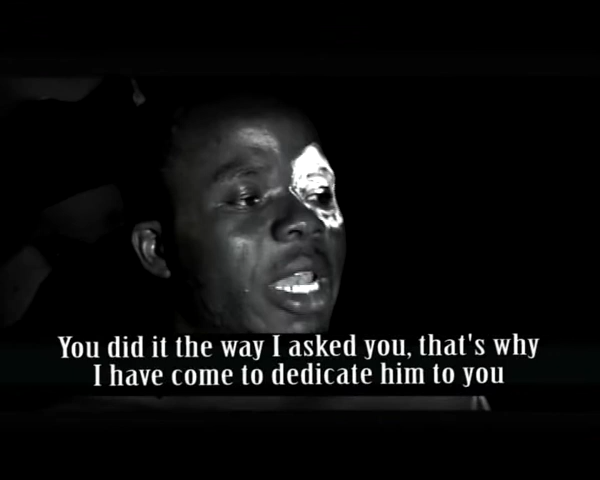 You did it the way I asked you, that's why
I have come to dedicate him to you